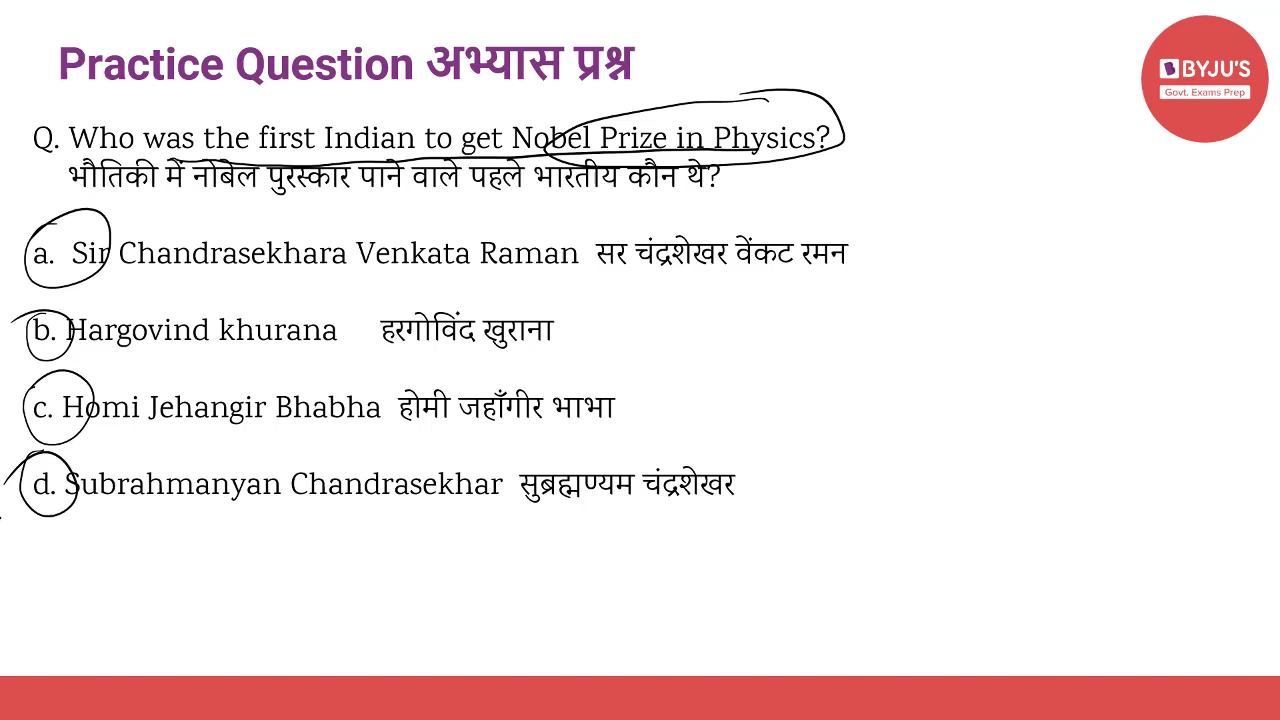 Practice Question अभ्यास प्रश्न
BYJU'S
Govt. Exams Prep
Q. Who was the first Indian to get Nobel Prize in Physics?
भौतिकी में नोबेल पुरस्कार पाने वाले पहले भारतीय कौन थे?
a. Sir Chandrasekhara Venkata Raman सर चंद्रशेखर वेंकट रमन
b. Hargovind khurana हरगोविंद खुराना
c. Homi Jehangir Bhabha होमी जहाँगीर भाभा
d. Subrahmanyan Chandrasekhar सुब्रह्मण्यम चंद्रशेखर